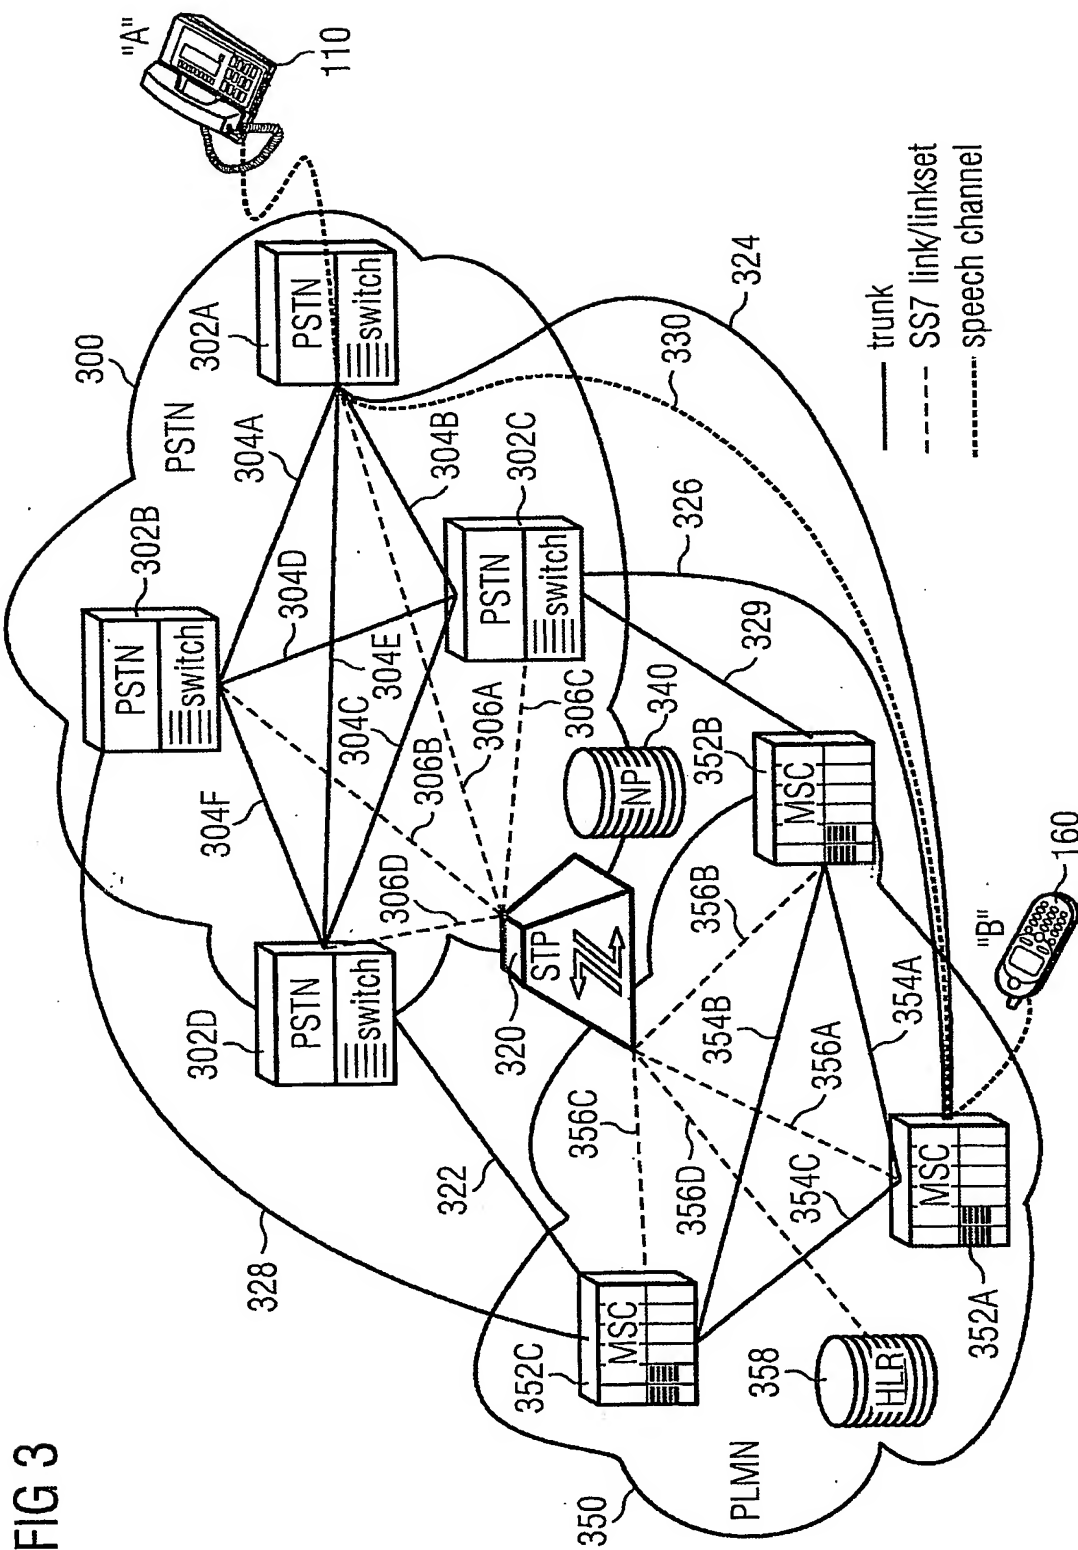 FIG 3
"A"
110
300
PSTN
302A
PSTN
switch
304A
302B
PSTN
switch
304B
302C
PSTN
switch
304D
304E
304C
306A
306B
306C
304F
306D
302D
PSTN
switch
320
STP
NP
340
324
330
326
329
328
322
352B
MSC
356B
354B
354A
356A
356C
356D
354C
352C
MSC
358
HLR
352A
MSC
"B"
160
PLMN
350
trunk
SS7 link/linkset
speech channel